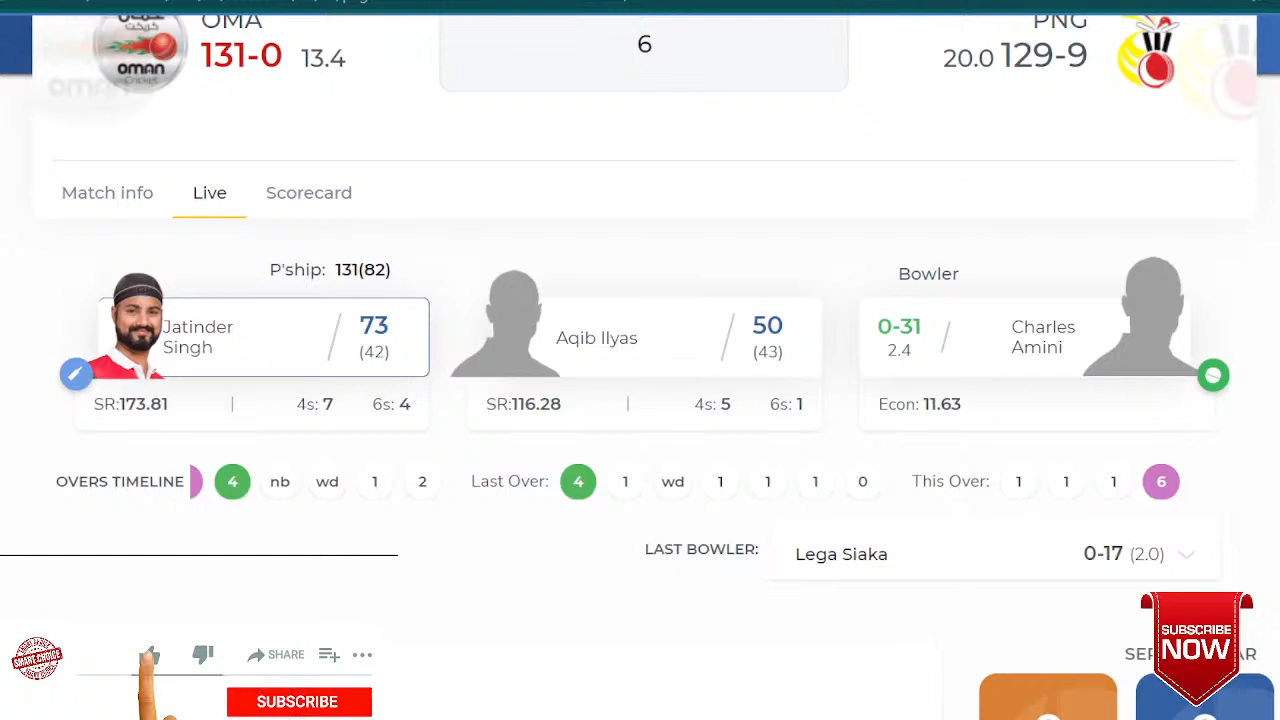 OMA
131-0 13.4
6
PNG
20.0 129-9
OMAN
Match info Live Scorecard
P'ship: 131(82)
Jatinder
Singh
73
(42)
SR:173.81 | 4s: 7 6s: 4
Aqib Ilyas
50
(43)
SR:116.28 | 4s: 5 6s: 1
Bowler
0-31
2.4
Charles
Amini
Econ: 11.63
OVERS TIMELINE 4 nb wd 1 2 Last Over: 4 1 wd 1 1 1 0 This Over: 1 1 1 6
LAST BOWLER: Lega Siaka 0-17 (2.0)
SMART CHOICE
SHARE
SUBSCRIBE
SUBSCRIBE
NOW